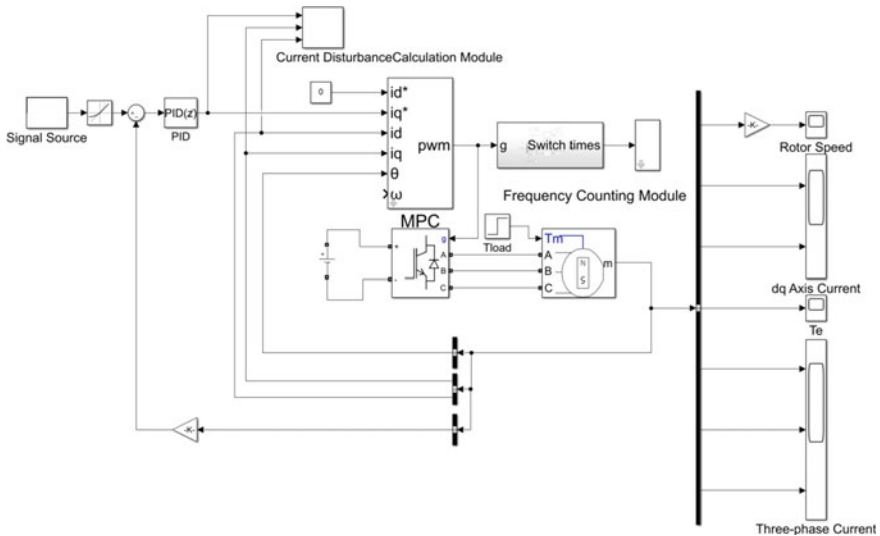 Current DisturbanceCalculation Module
Signal Source
PID(z)
PID
0
id*
iq*
id
iq
θ
ω
pwm
MPC
g
Switch times
Frequency Counting Module
Tload
g
A
B
C
+
-
Tm
A
B
C
m
N
S
+
-K-
-K-
Rotor Speed
dq Axis Current
Te
Three-phase Current